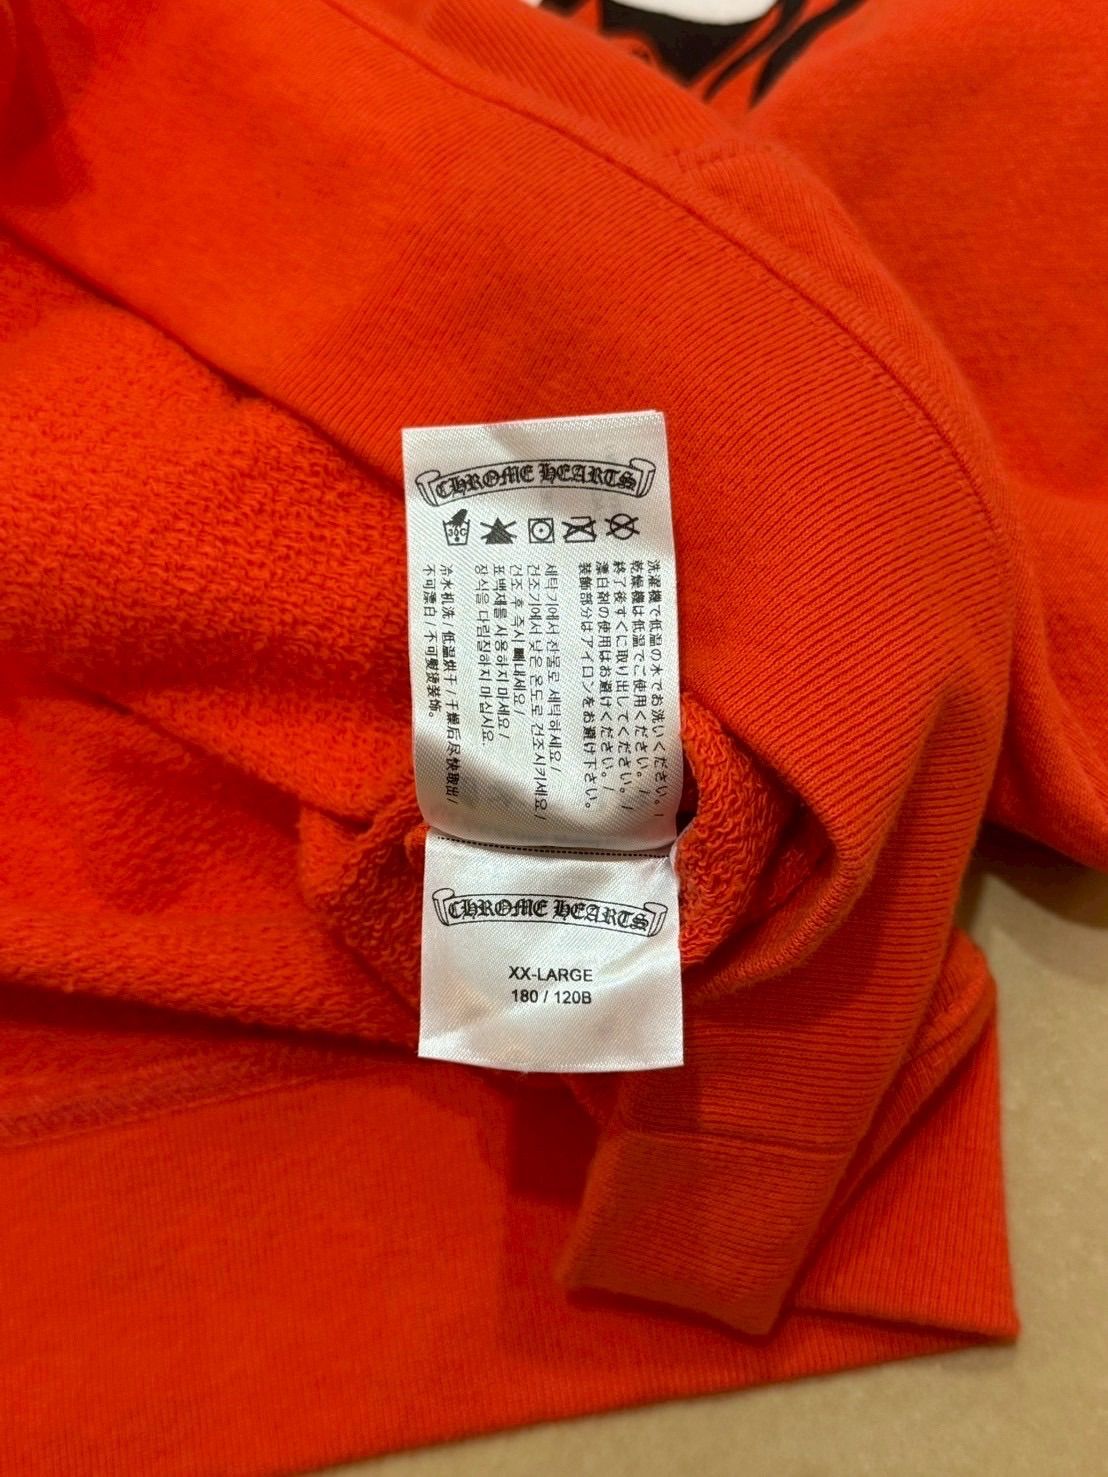 CHROME HEARTS
30C
洗濯機で低温の水でお洗いください。/
乾燥機は低温でご使用ください。/
終了後すぐに取り出してください。/
漂白剤の使用はお避けください。/
装飾部分はアイロンをお避け下さい。
세탁기에서 찬물로 세탁하세요 /
건조기에서 낮은 온도로 건조시키세요 /
건조 후 즉시 빼내세요 /
표백제를 사용하지 마세요 /
장식을 다림질하지 마십시요.
冷水机洗 / 低温烘干 / 干燥后尽快取出 /
不可漂白 / 不可熨烫装饰。
CHROME HEARTS
XX-LARGE
180 / 120B